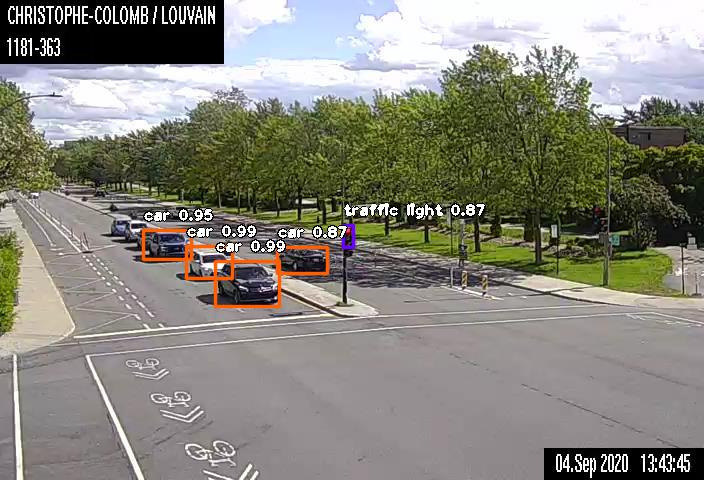 CHRISTOPHE-COLOMB / LOUVAIN
1181-363
car 0.95
car 0.99
car 0.87
car 0.99
traffic light 0.87
04.Sep 2020 13:43:45